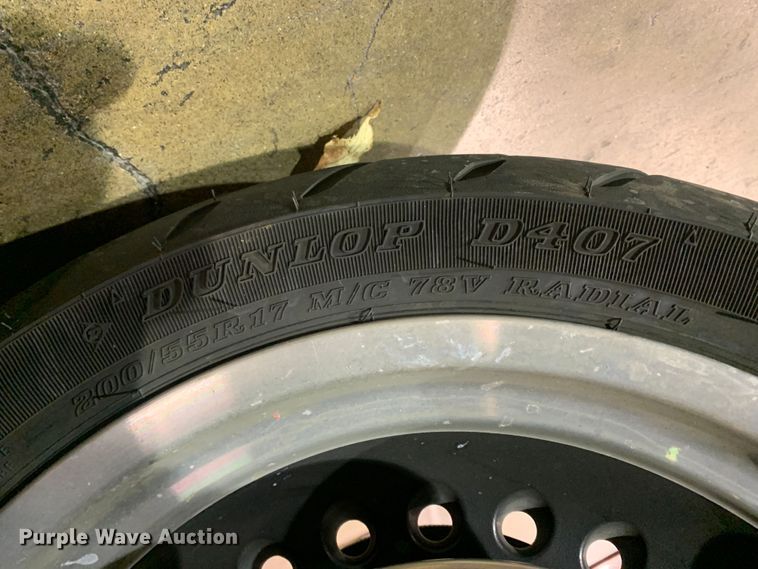 DUNLOP D407
200/55R17 M/C 78V RADIAL
Purple Wave Auction